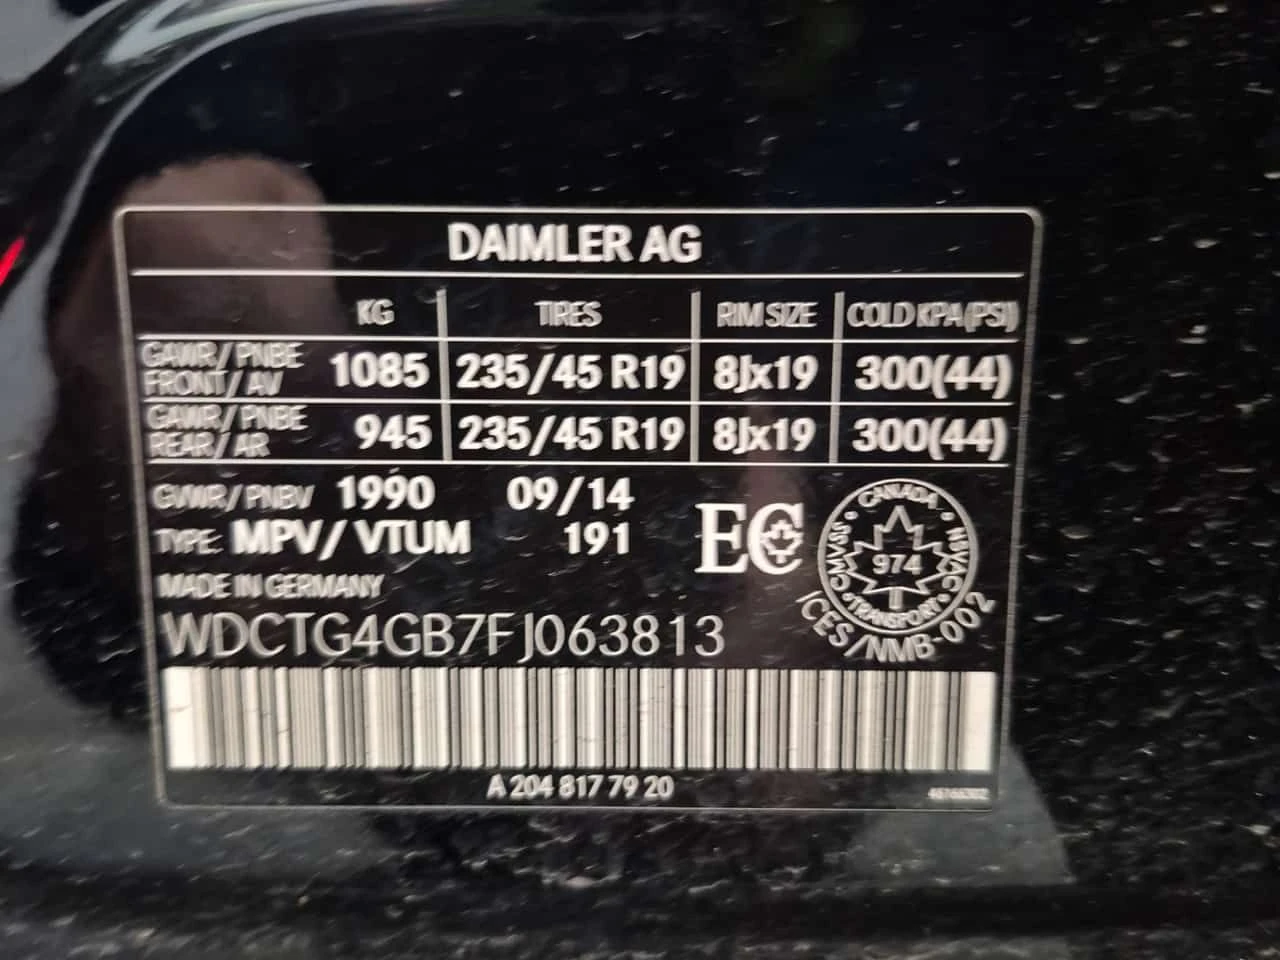 DAIMLER AG
KG TIRES RIM SIZE COLD KPA(PSI)
GAWR/PNBE FRONT/AV 1085 235/45 R19 8Jx19 300(44)
GAWR/PNBE REAR/AR 945 235/45 R19 8Jx19 300(44)
GVWR/PNBV 1990 09/14
TYPE: MPV/VTUM 191
MADE IN GERMANY
EC
CANADA
CMVSS NSVAC
974
TRANSPORT
ICES/NMB-002
WDCTG4GB7FJ063813
A 204 817 79 20